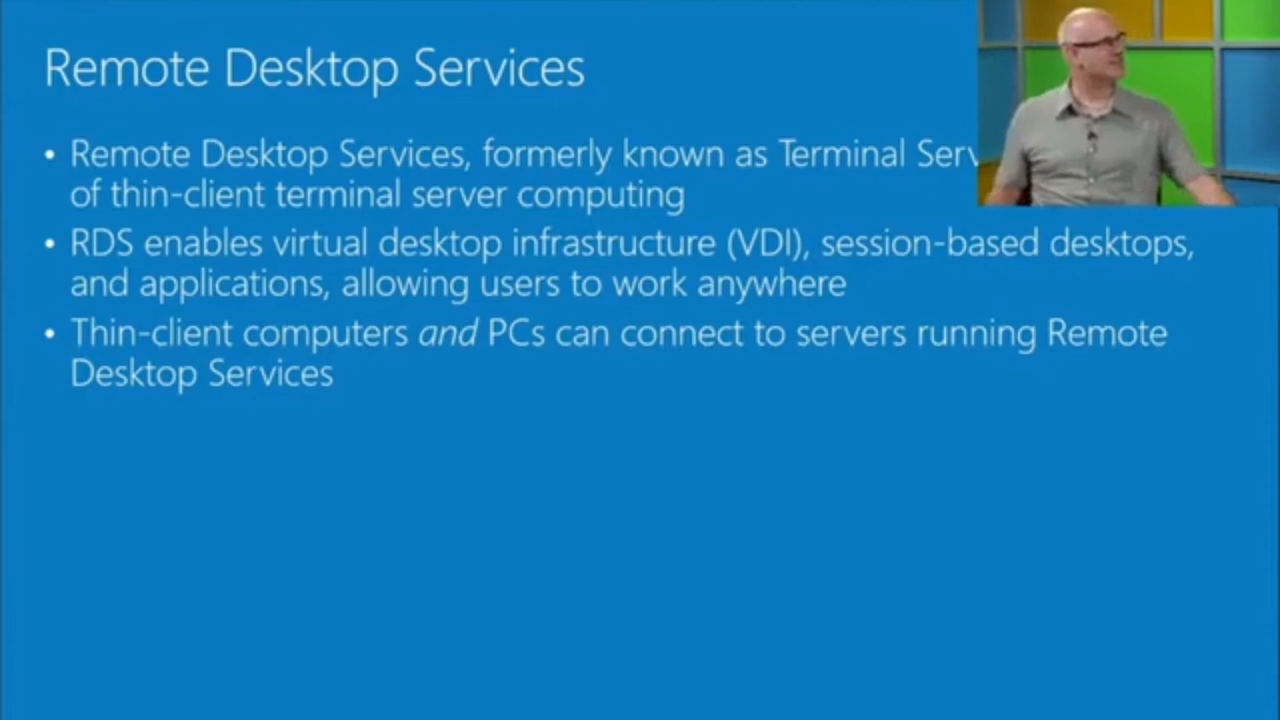 Remote Desktop Services
• Remote Desktop Services, formerly known as Terminal
of thin-client terminal server computing
• RDS enables virtual desktop infrastructure (VDI), session-based desktops,
and applications, allowing users to work anywhere
• Thin-client computers and PCs can connect to servers running Remote
Desktop Services